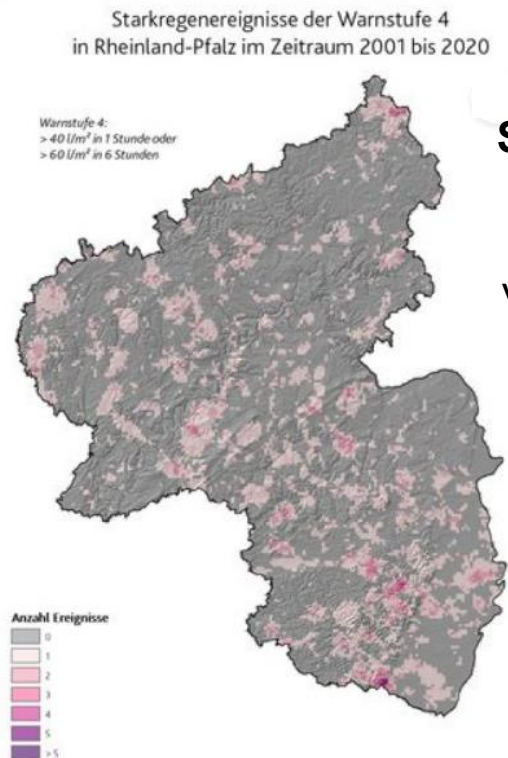 Starkregenereignisse der Warnstufe 4
in Rheinland-Pfalz im Zeitraum 2001 bis 2020
Warnstufe 4:
> 40 l/m² in 1 Stunde oder
> 60 l/m² in 6 Stunden
Anzahl Ereignisse
0
1
2
3
4
5
> 5